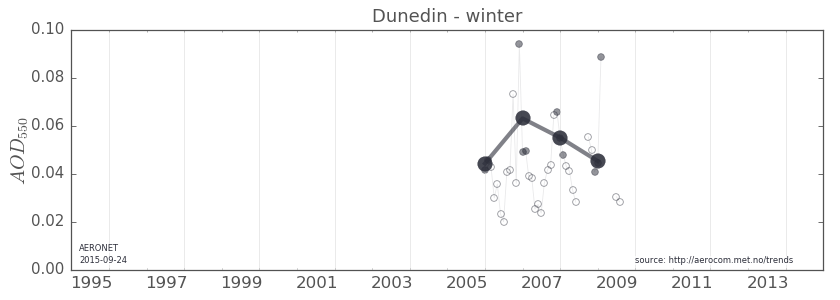 Dunedin - winter
0.10
0.08
0.06
0.04
0.02
0.00
AOD550
AERONET
2015-09-24
source: http://aerocom.met.no/trends
1995 1997 1999 2001 2003 2005 2007 2009 2011 2013